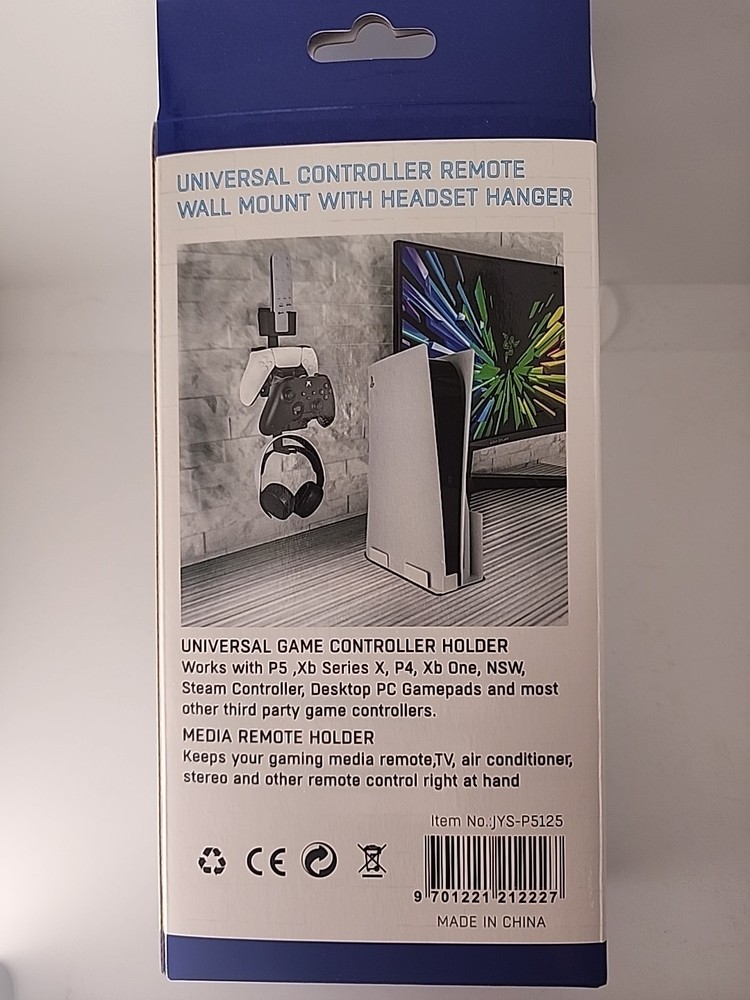 UNIVERSAL CONTROLLER REMOTE
WALL MOUNT WITH HEADSET HANGER
UNIVERSAL GAME CONTROLLER HOLDER
Works with P5 ,Xb Series X, P4, Xb One, NSW,
Steam Controller, Desktop PC Gamepads and most
other third party game controllers.
MEDIA REMOTE HOLDER
Keeps your gaming media remote,TV, air conditioner,
stereo and other remote control right at hand
Item No.:JYS-P5125
CE
9 701221 212227
MADE IN CHINA